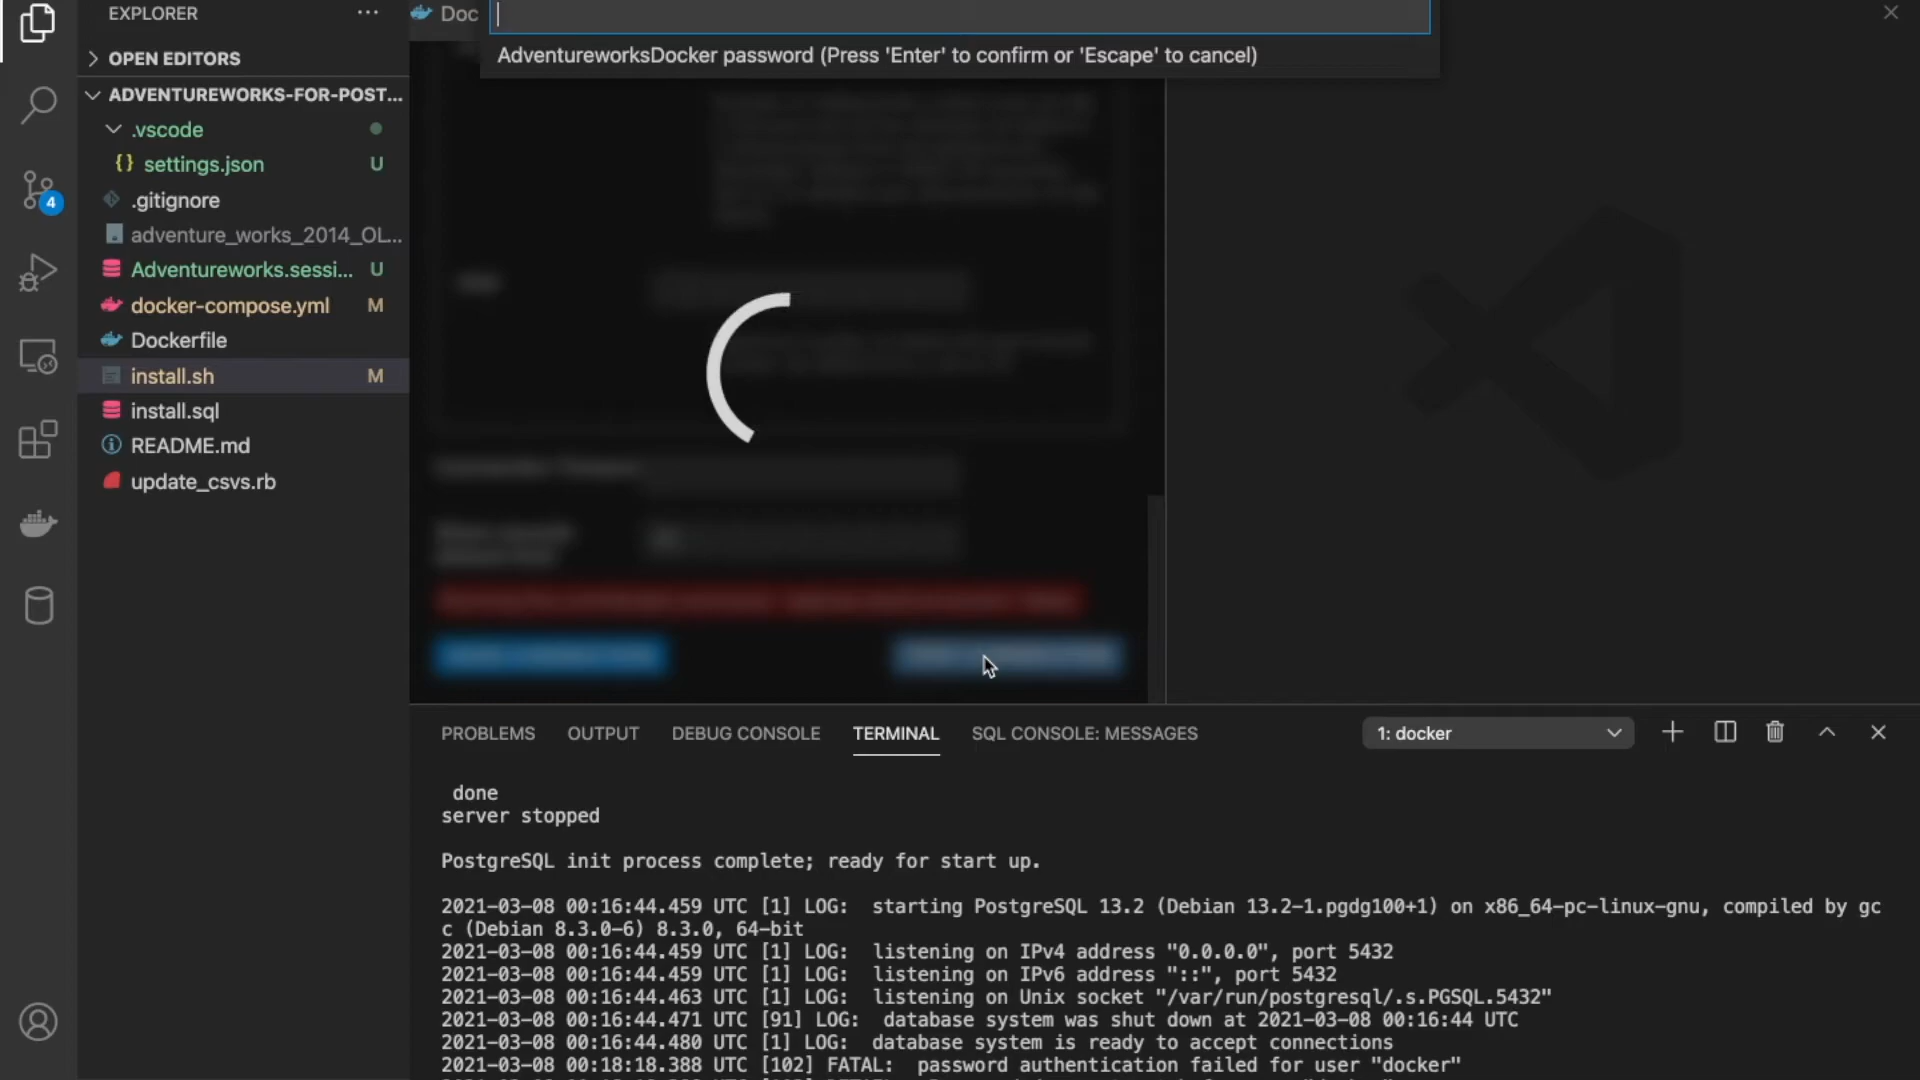 EXPLORER
Doc
AdventureworksDocker password (Press 'Enter' to confirm or 'Escape' to cancel)
OPEN EDITORS
ADVENTUREWORKS-FOR-POST...
.vscode
settings.json U
.gitignore
4
adventure_works_2014_OL...
Adventureworks.sessi... U
docker-compose.yml M
Dockerfile
install.sh M
install.sql
README.md
update_csvs.rb
PROBLEMS OUTPUT DEBUG CONSOLE TERMINAL SQL CONSOLE: MESSAGES 1: docker
done
server stopped
PostgreSQL init process complete; ready for start up.
2021-03-08 00:16:44.459 UTC [1] LOG:  starting PostgreSQL 13.2 (Debian 13.2-1.pgdg100+1) on x86_64-pc-linux-gnu, compiled by gc
c (Debian 8.3.0-6) 8.3.0, 64-bit
2021-03-08 00:16:44.459 UTC [1] LOG:  listening on IPv4 address "0.0.0.0", port 5432
2021-03-08 00:16:44.459 UTC [1] LOG:  listening on IPv6 address "::", port 5432
2021-03-08 00:16:44.463 UTC [1] LOG:  listening on Unix socket "/var/run/postgresql/.s.PGSQL.5432"
2021-03-08 00:16:44.471 UTC [91] LOG:  database system was shut down at 2021-03-08 00:16:44 UTC
2021-03-08 00:16:44.480 UTC [1] LOG:  database system is ready to accept connections
2021-03-08 00:18:18.388 UTC [102] FATAL:  password authentication failed for user "docker"